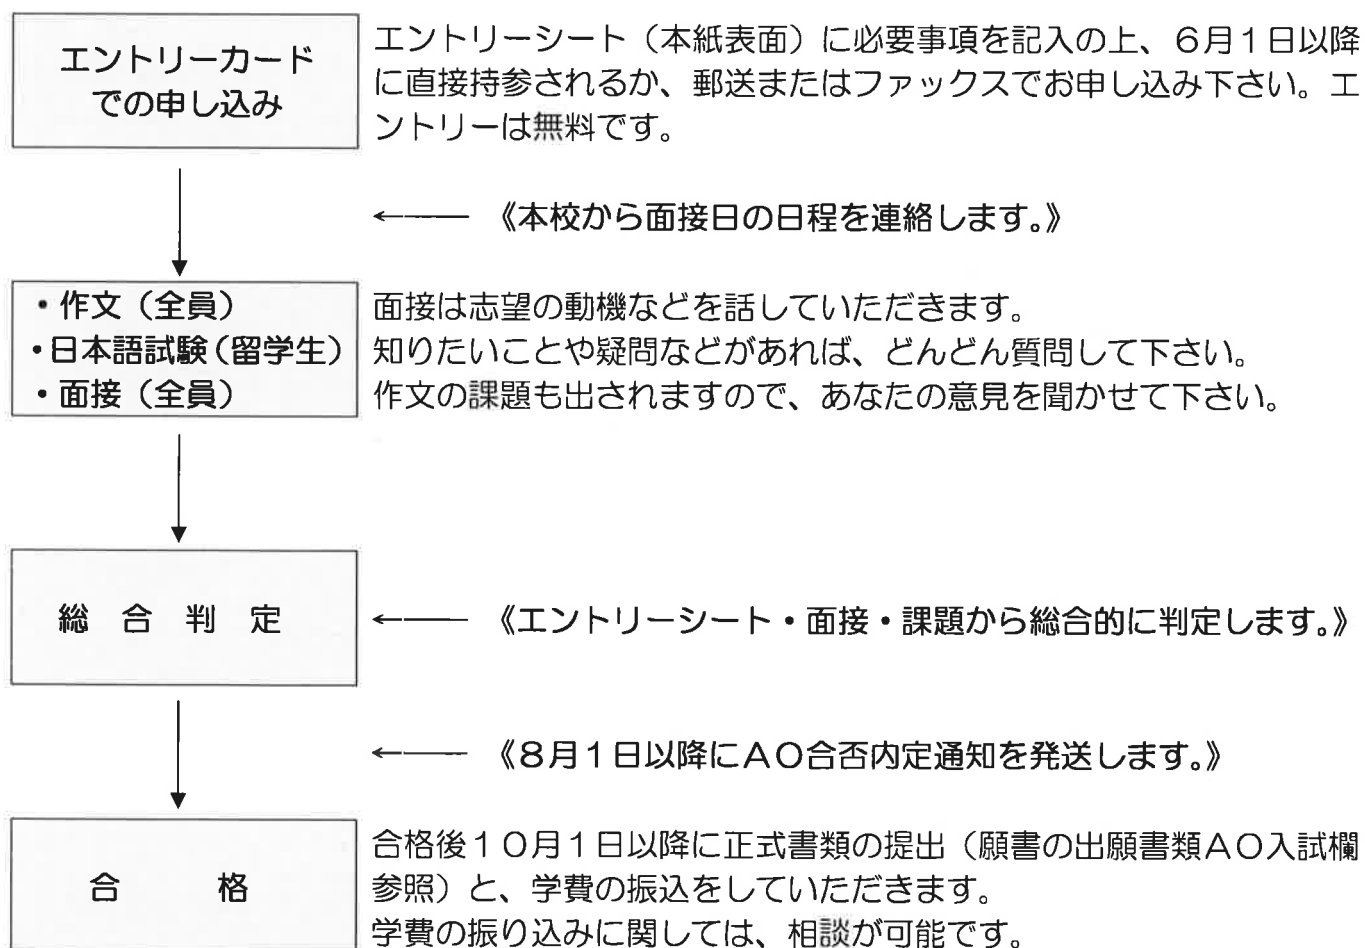 エントリーカード
での申し込み
エントリーシート（本紙表面）に必要事項を記入の上、６月１日以降
に直接持参されるか、郵送またはファックスでお申し込み下さい。エ
ントリーは無料です。
《本校から面接日の日程を連絡します。》
・作文（全員）
・日本語試験（留学生）
・面接（全員）
面接は志望の動機などを話していただきます。
知りたいことや疑問などがあれば、どんどん質問して下さい。
作文の課題も出されますので、あなたの意見を聞かせて下さい。
総　合　判　定
《エントリーシート・面接・課題から総合的に判定します。》
《８月１日以降にＡＯ合否内定通知を発送します。》
合　　　格
合格後１０月１日以降に正式書類の提出（願書の出願書類ＡＯ入試欄
参照）と、学費の振込をしていただきます。
学費の振り込みに関しては、相談が可能です。